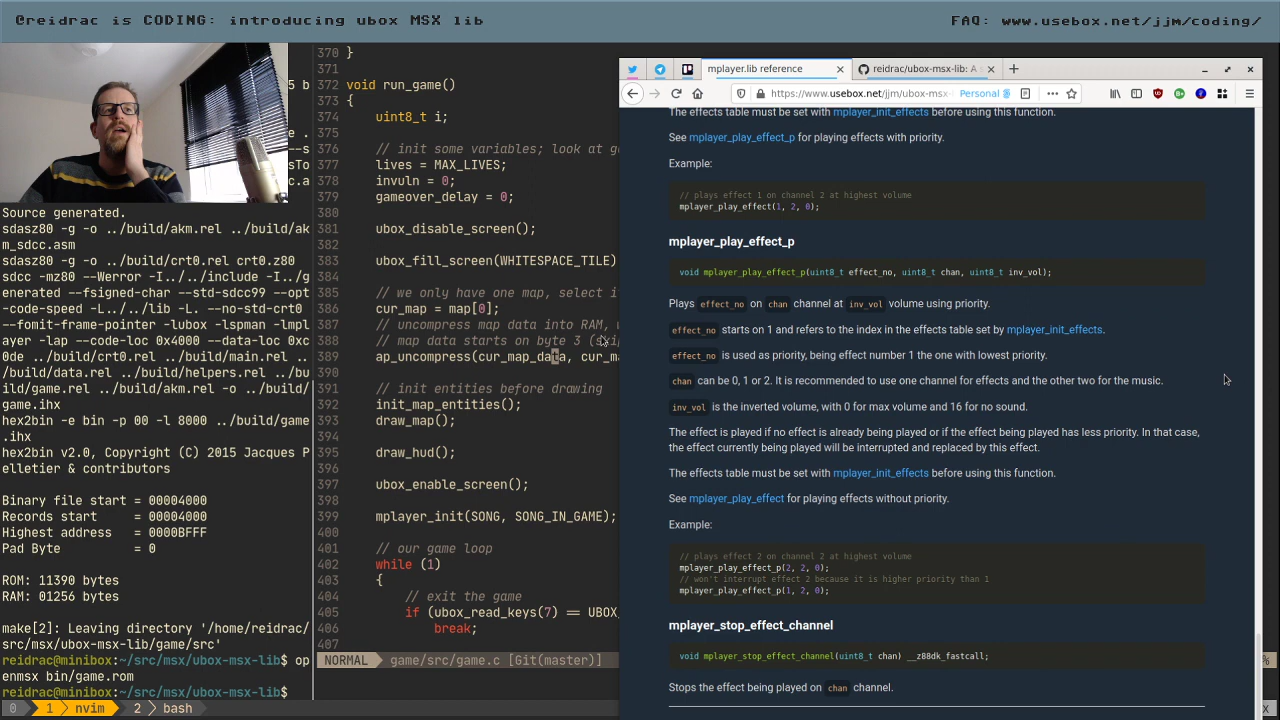 @reidrac is CODING: introducing ubox MSX lib
FAQ: www.usebox.net/jjm/coding/
Source generated.
sdasz80 -g -o ../build/akm.rel ../build/ak
m_sdcc.asm
sdasz80 -g -o ../build/crt0.rel crt0.z80
sdcc -mz80 --Werror -I../../include -I../g
enerated --fsigned-char --std-sdcc99 --opt
-code-speed -L../../lib -L. --no-std-crt0
--fomit-frame-pointer -lubox -lspman -lmpl
ayer -lap --code-loc 0x4010 --data-loc 0xc
00de ../build/crt0.rel ../build/main.rel ..
/build/data.rel ../build/helpers.rel ../bu
ild/game.rel ../build/akm.rel -o ../build/
game.ihx
hex2bin -e bin -p 00 -l 8000 ../build/game
.ihx
hex2bin v2.0, Copyright (C) 2015 Jacques P
elletier & contributors
Binary file start = 00004000
Records start     = 00004000
Highest address   = 0000BFFF
Pad Byte          = 0
ROM: 11390 bytes
RAM: 01256 bytes
make[2]: Leaving directory '/home/reidrac/
src/msx/ubox-msx-lib/game/src'
reidrac@minibox:~/src/msx/ubox-msx-lib$ op
enmsx bin/game.rom
reidrac@minibox:~/src/msx/ubox-msx-lib$
0 1 nvim 2 bash
370 }
371
372 void run_game()
373 {
374 uint8_t i;
375
376 // init some variables; look at g
377 lives = MAX_LIVES;
378 invuln = 0;
379 gameover_delay = 0;
380
381 ubox_disable_screen();
382
383 ubox_fill_screen(WHITESPACE_TILE)
384
385 // we only have one map, select i
386 cur_map = map[0];
387 // uncompress map data into RAM,
388 // map data starts on byte 3 (ski
389 ap_uncompress(cur_map_data, cur_m
390
391 // init entities before drawing
392 init_map_entities();
393 draw_map();
394
395 draw_hud();
396
397 ubox_enable_screen();
398
399 mplayer_init(SONG, SONG_IN_GAME);
400
401 // our game loop
402 while (1)
403 {
404 // exit the game
405 if (ubox_read_keys(7) == UBOX_
406 break;
407
NORMAL game/src/game.c [Git(master)]
mplayer.lib reference
reidrac/ubox-msx-lib: A
https://www.usebox.net/jjm/ubox-msx- Personal
The effects table must be set with mplayer_init_effects before using this function.
See mplayer_play_effect_p for playing effects with priority.
Example:
// plays effect 1 on channel 2 at highest volume
mplayer_play_effect(1, 2, 0);
mplayer_play_effect_p
void mplayer_play_effect_p(uint8_t effect_no, uint8_t chan, uint8_t inv_vol);
Plays effect_no on chan channel at inv_vol volume using priority.
effect_no starts on 1 and refers to the index in the effects table set by mplayer_init_effects.
effect_no is used as priority, being effect number 1 the one with lowest priority.
chan can be 0, 1 or 2. It is recommended to use one channel for effects and the other two for the music.
inv_vol is the inverted volume, with 0 for max volume and 16 for no sound.
The effect is played if no effect is already being played or if the effect being played has less priority. In that case,
the effect currently being played will be interrupted and replaced by this effect.
The effects table must be set with mplayer_init_effects before using this function.
See mplayer_play_effect for playing effects without priority.
Example:
// plays effect 2 on channel 2 at highest volume
mplayer_play_effect_p(2, 2, 0);
// won't interrupt effect 2 because it is higher priority than 1
mplayer_play_effect_p(1, 2, 0);
mplayer_stop_effect_channel
void mplayer_stop_effect_channel(uint8_t chan) __z88dk_fastcall;
Stops the effect being played on chan channel.